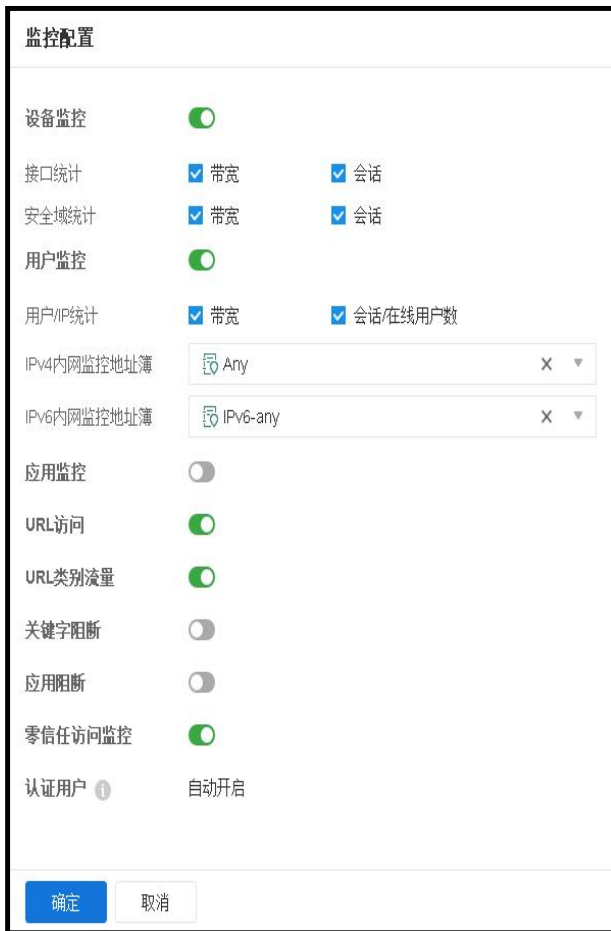 监控配置
设备监控
接口统计 带宽 会话
安全域统计 带宽 会话
用户监控
用户/IP统计 带宽 会话/在线用户数
IPv4内网监控地址簿 Any
IPv6内网监控地址簿 IPv6-any
应用监控
URL访问
URL类别流量
关键字阻断
应用阻断
零信任访问监控
认证用户 自动开启
确定 取消